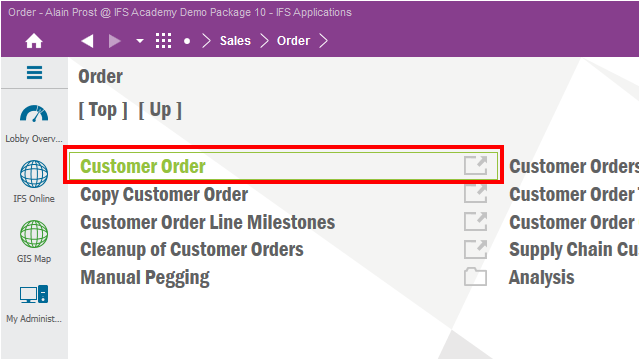 Order - Alain Prost @ IFS Academy Demo Package 10 - IFS Applications
Sales
Order
Order
[ Top ] [ Up ]
Lobby Overv...
IFS Online
GIS Map
My Administ...
Customer Order
Copy Customer Order
Customer Order Line Milestones
Cleanup of Customer Orders
Manual Pegging
Customer Orders
Customer Order
Customer Order
Supply Chain Cu
Analysis